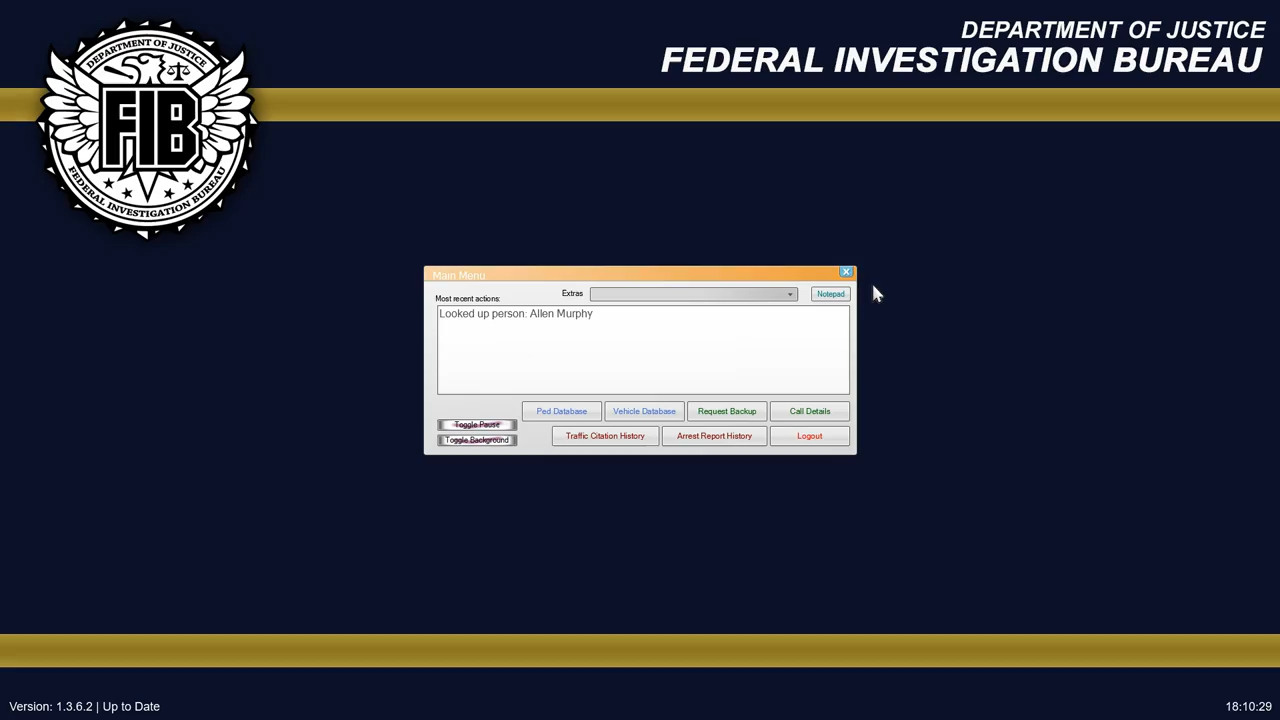 DEPARTMENT OF JUSTICE
FEDERAL INVESTIGATION BUREAU
DEPARTMENT OF JUSTICE
FIB
FEDERAL INVESTIGATION BUREAU
Main Menu
Most recent actions:
Extras
Notepad
Looked up person: Allen Murphy
Ped Database
Vehicle Database
Request Backup
Call Details
Toggle Pause
Toggle Background
Traffic Citation History
Arrest Report History
Logout
Version: 1.3.6.2 | Up to Date
18:10:29